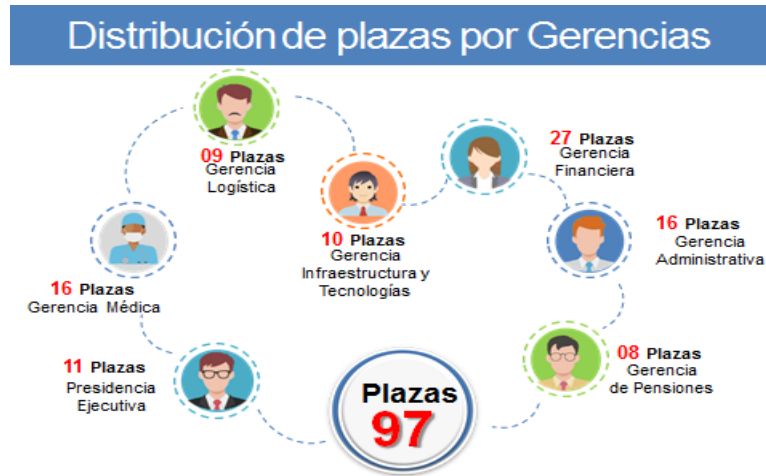 Distribución de plazas por Gerencias
09 Plazas
Gerencia
Logística
27 Plazas
Gerencia
Financiera
10 Plazas
Gerencia
Infraestructura y
Tecnologías
16 Plazas
Gerencia
Administrativa
16 Plazas
Gerencia Médica
11 Plazas
Presidencia
Ejecutiva
08 Plazas
Gerencia
de Pensiones
Plazas
97